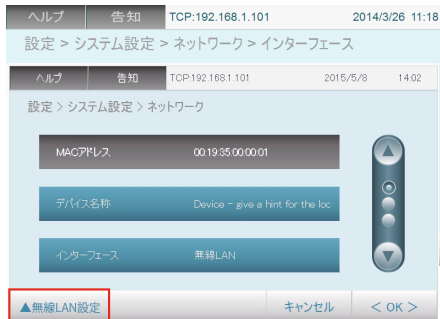 ヘルプ 告知 TCP:192.168.1.101 2014/3/26 11:18
設定 > システム設定 > ネットワーク > インターフェース
ヘルプ 告知 TCP:192.168.1.101 2015/5/8 14:02
設定 > システム設定 > ネットワーク
MACアドレス 00:19:35:00:00:01
デバイス名称 Device - give a hint for the loc
インターフェース 無線LAN
▲無線LAN設定 キャンセル < OK >